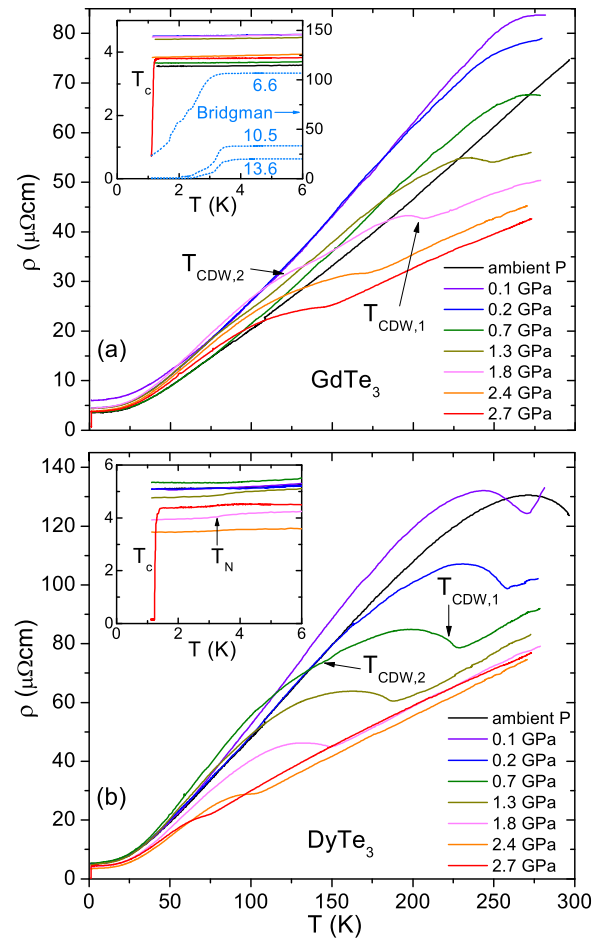 80
70
60
50
40
30
20
10
0
ρ (μΩcm)
4
2
0
150
100
50
0
0 2 4 6
T (K)
T_c
6.6
Bridgman
10.5
13.6
T_CDW,2
T_CDW,1
(a)
GdTe_3
ambient P
0.1 GPa
0.2 GPa
0.7 GPa
1.3 GPa
1.8 GPa
2.4 GPa
2.7 GPa
140
120
100
80
60
40
20
0
ρ (μΩcm)
6
4
2
0
0 2 4 6
T (K)
T_c
T_N
T_CDW,1
T_CDW,2
(b)
DyTe_3
ambient P
0.1 GPa
0.2 GPa
0.7 GPa
1.3 GPa
1.8 GPa
2.4 GPa
2.7 GPa
0 50 100 150 200 250 300
T (K)